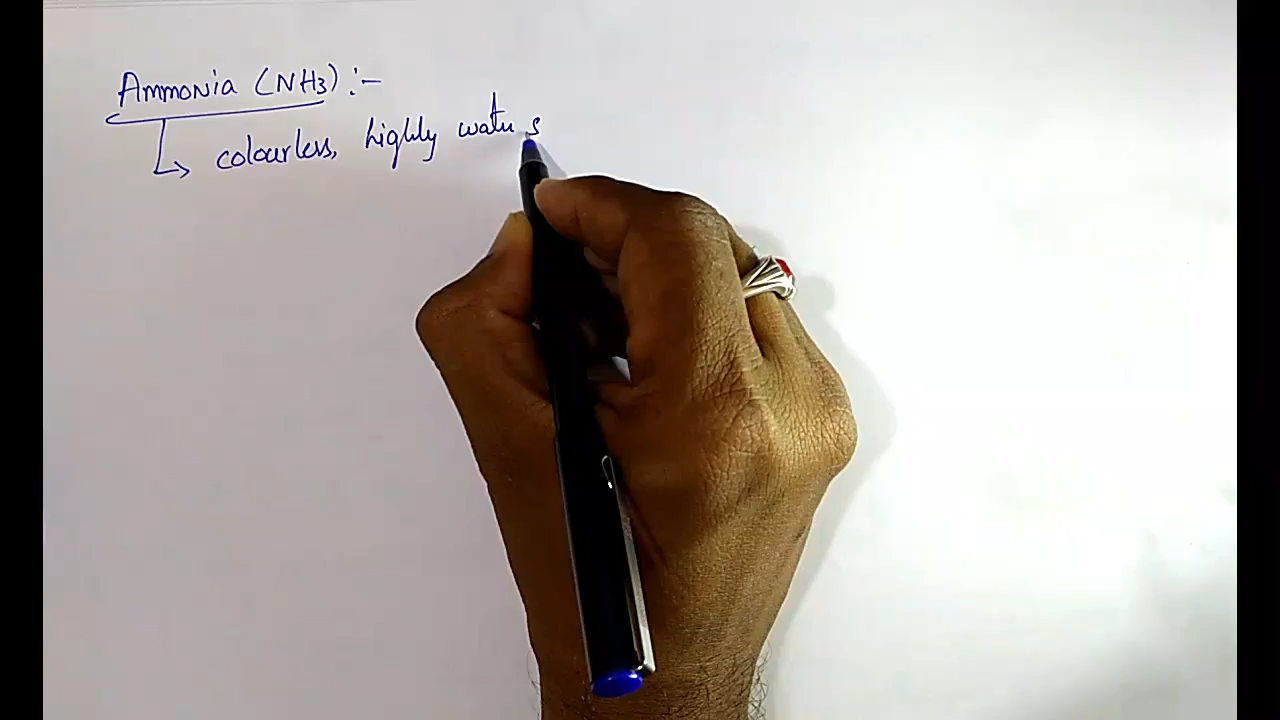 Ammonia (NH3) :-
↳ colourless, highly water s